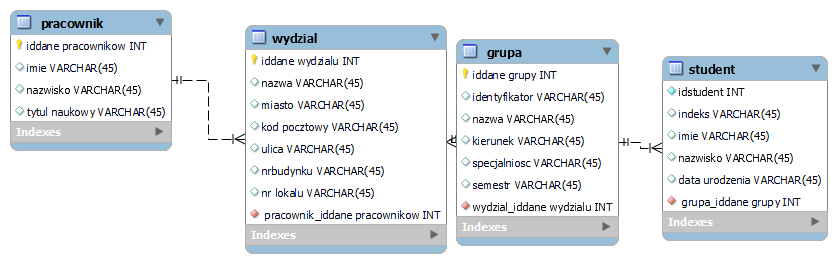 pracownik
iddane pracownikow INT
imie VARCHAR(45)
nazwisko VARCHAR(45)
tytul naukowy VARCHAR(45)
Indexes
wydzial
iddane wydzialu INT
nazwa VARCHAR(45)
miasto VARCHAR(45)
kod pocztowy VARCHAR(45)
ulica VARCHAR(45)
nrbudynku VARCHAR(45)
nr lokalu VARCHAR(45)
pracownik_iddane pracownikow INT
Indexes
grupa
iddane grupy INT
identyfikator VARCHAR(45)
nazwa VARCHAR(45)
kierunek VARCHAR(45)
specjalniosc VARCHAR(45)
semestr VARCHAR(45)
wydzial_iddane wydzialu INT
Indexes
student
idstudent INT
indeks VARCHAR(45)
imie VARCHAR(45)
nazwisko VARCHAR(45)
data urodzenia VARCHAR(45)
grupa_iddane grupy INT
Indexes